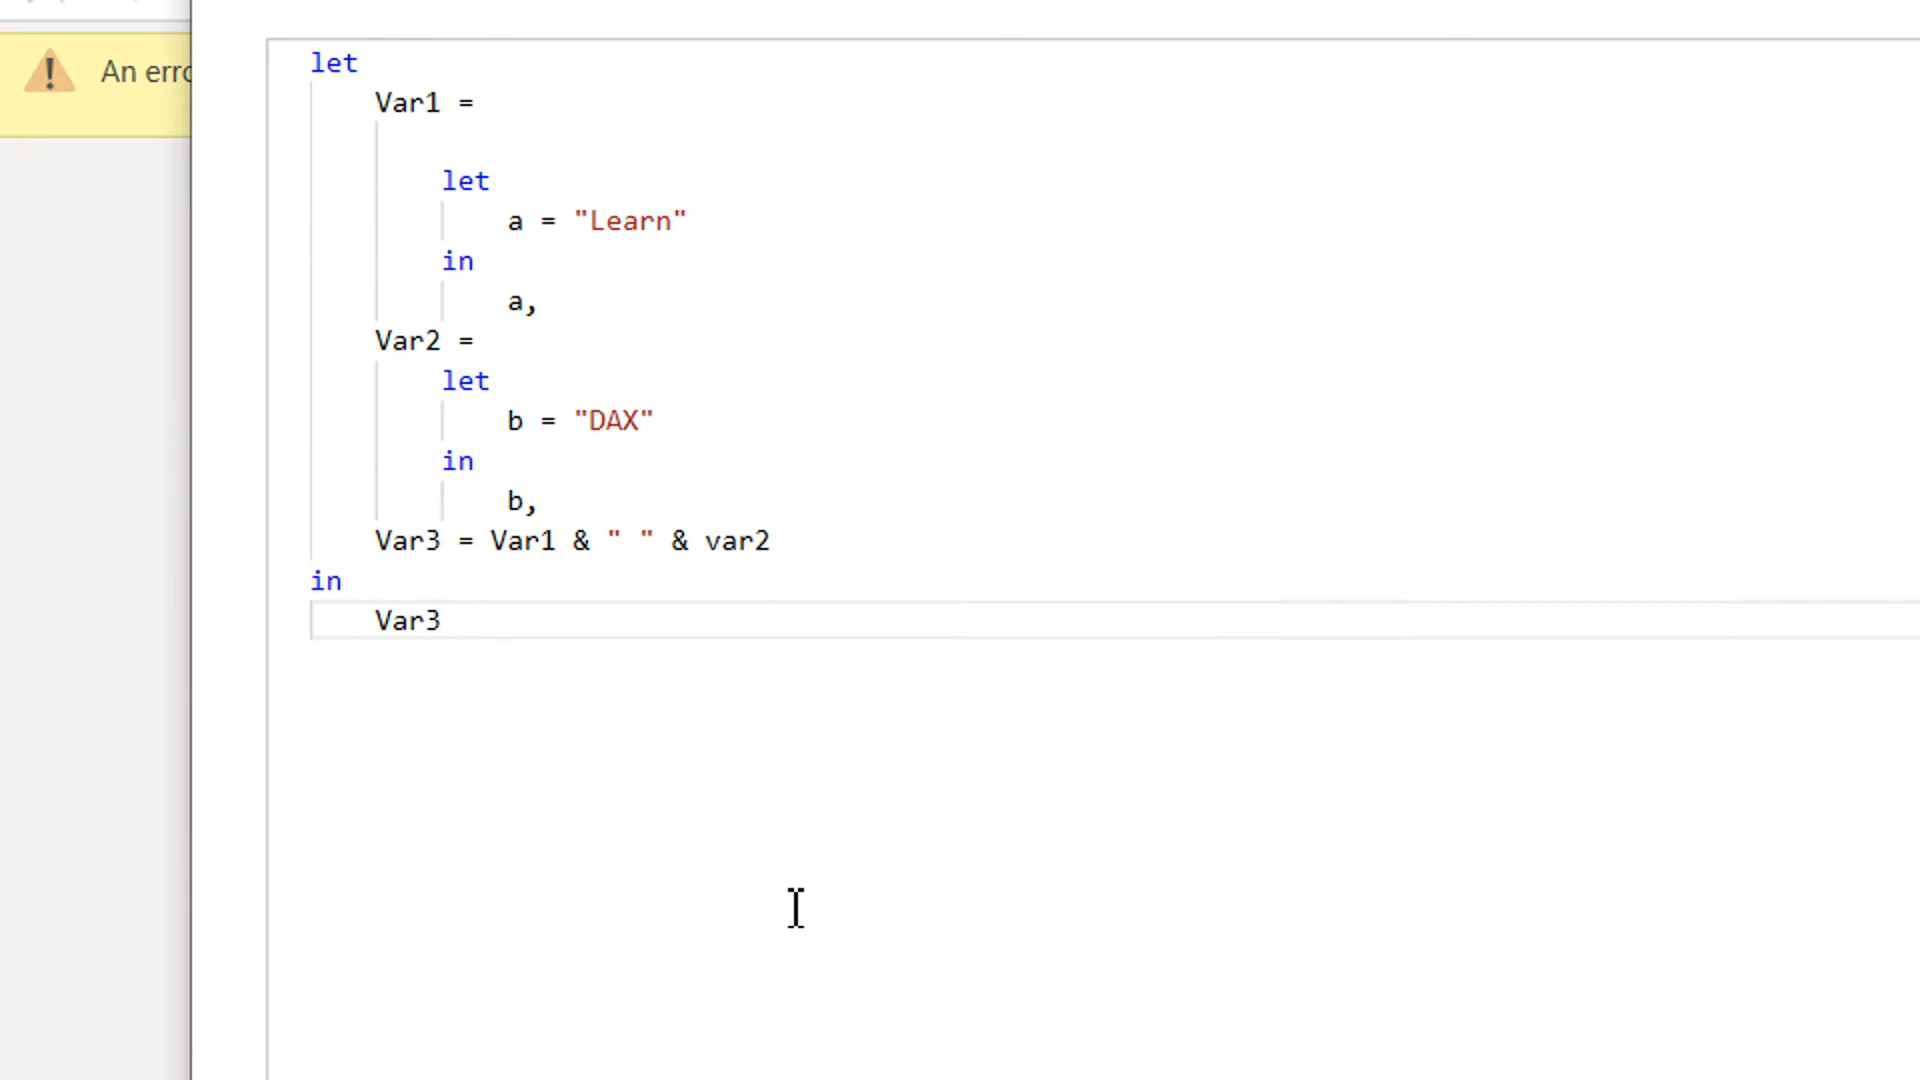 An erro
let
    Var1 =

        let
            a = "Learn"
        in
            a,
    Var2 =
        let
            b = "DAX"
        in
            b,
    Var3 = Var1 & " " & var2
in
    Var3